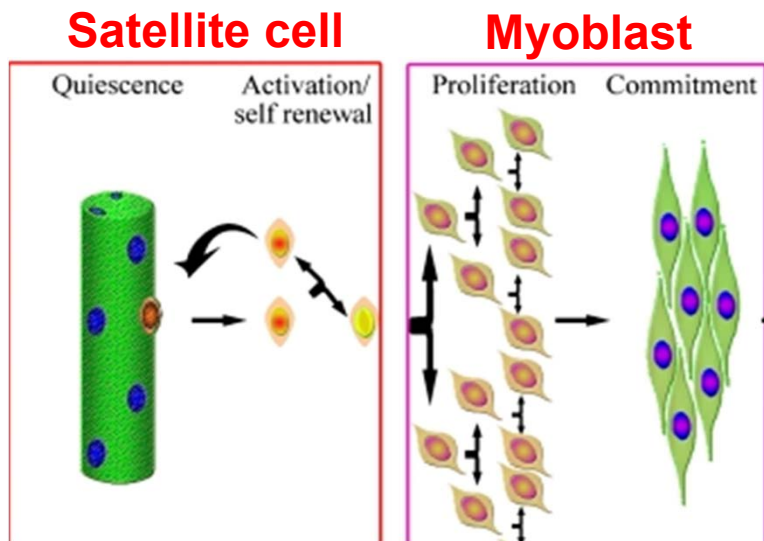 Satellite cell
Myoblast
Quiescence
Activation/
self renewal
Proliferation
Commitment